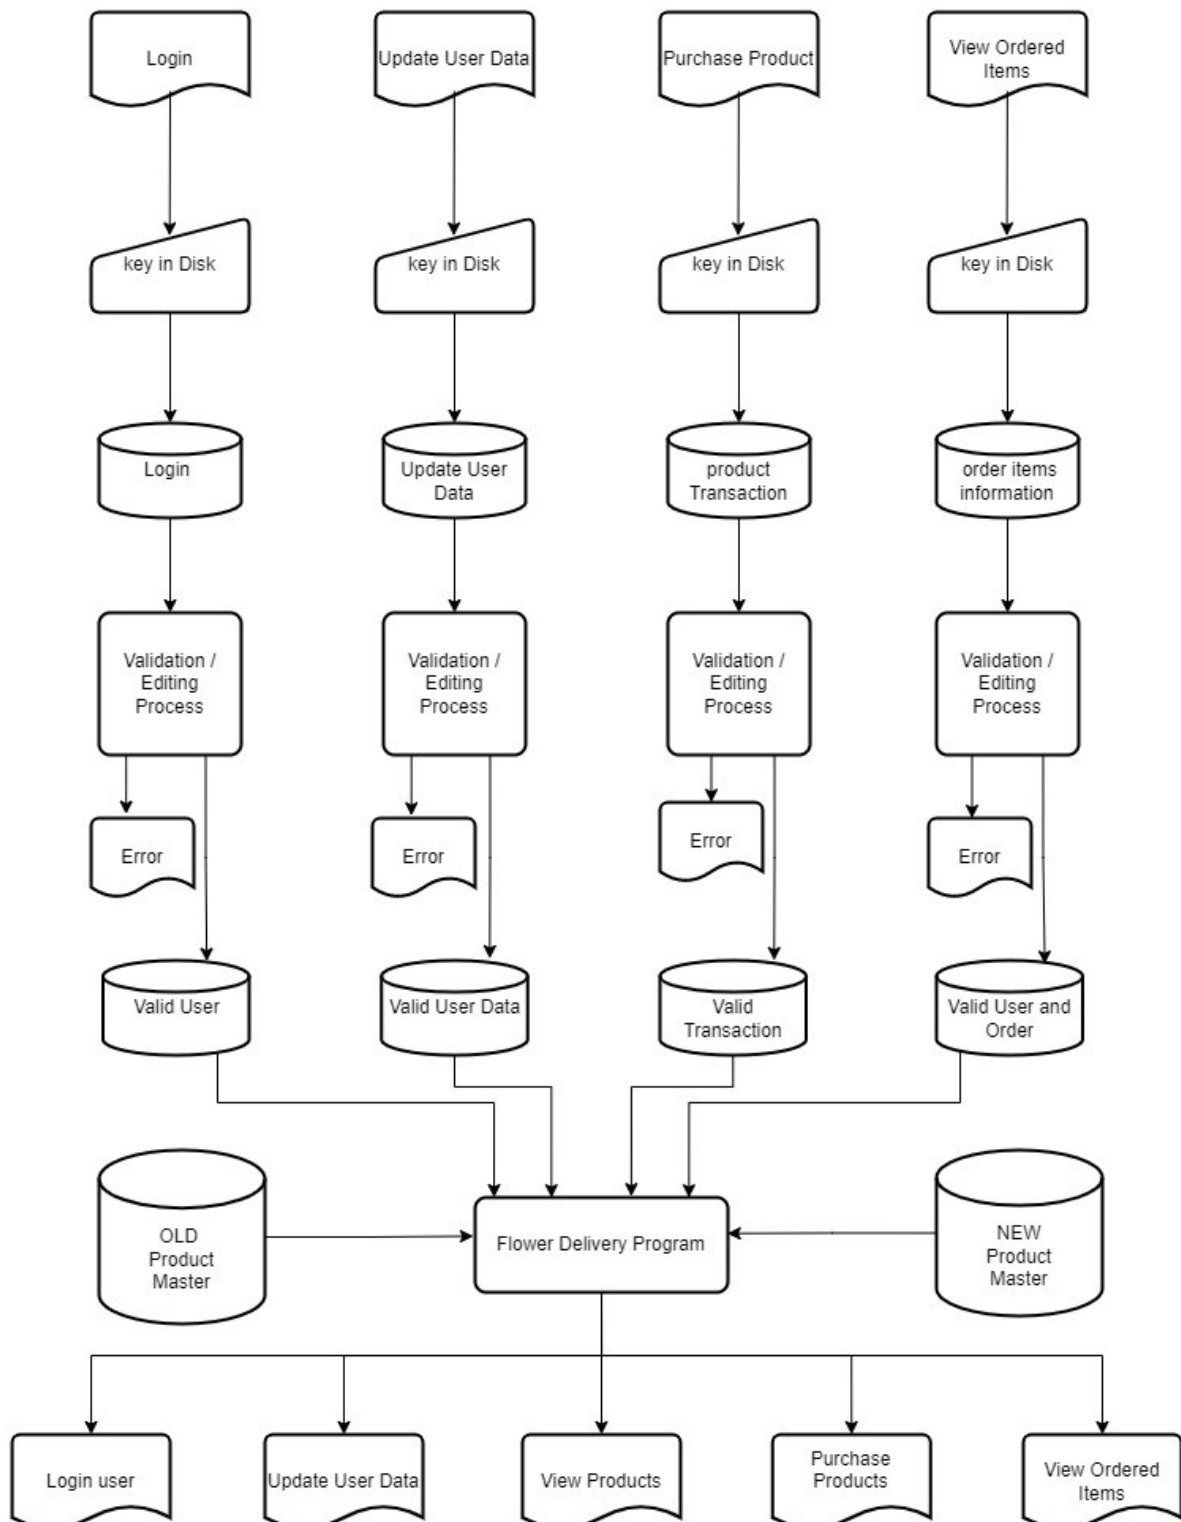 Login
Update User Data
Purchase Product
View Ordered
Items
key in Disk
key in Disk
key in Disk
key in Disk
Login
Update User
Data
product
Transaction
order items
information
Validation /
Editing
Process
Validation /
Editing
Process
Validation /
Editing
Process
Validation /
Editing
Process
Error
Error
Error
Error
Valid User
Valid User Data
Valid
Transaction
Valid User and
Order
OLD
Product
Master
Flower Delivery Program
NEW
Product
Master
Login user
Update User Data
View Products
Purchase
Products
View Ordered
Items